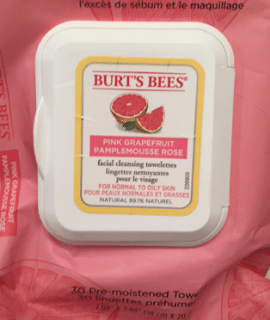 l'excès de sébum et le maquillage
BURT'S BEES
PINK GRAPEFRUIT
PAMPLEMOUSSE ROSE
facial cleansing towelettes
lingettes nettoyantes
pour le visage
FOR NORMAL TO OILY SKIN
POUR PEAUX NORMALES ET GRASSES
NATURAL 99.1% NATUREL
BEES
PINK GRAPEFRUIT
PAMPLEMOUSSE ROSE
30 Pre-moistened Tow
30 lingettes préhume